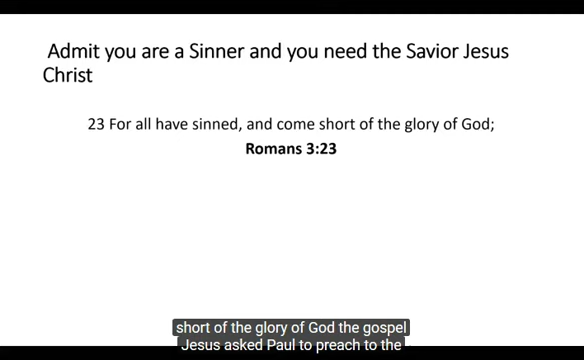 Admit you are a Sinner and you need the Savior Jesus
Christ
23 For all have sinned, and come short of the glory of God;
Romans 3:23
short of the glory of God the gospel
Jesus asked Paul to preach to the